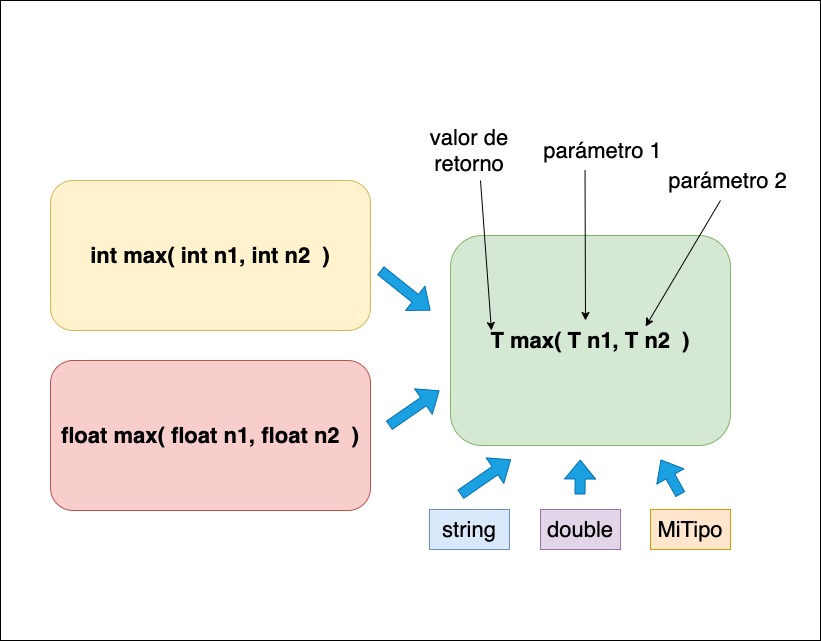 valor de
retorno
parámetro 1
parámetro 2
int max( int n1, int n2  )
T max( T n1, T n2  )
float max( float n1, float n2  )
string
double
MiTipo